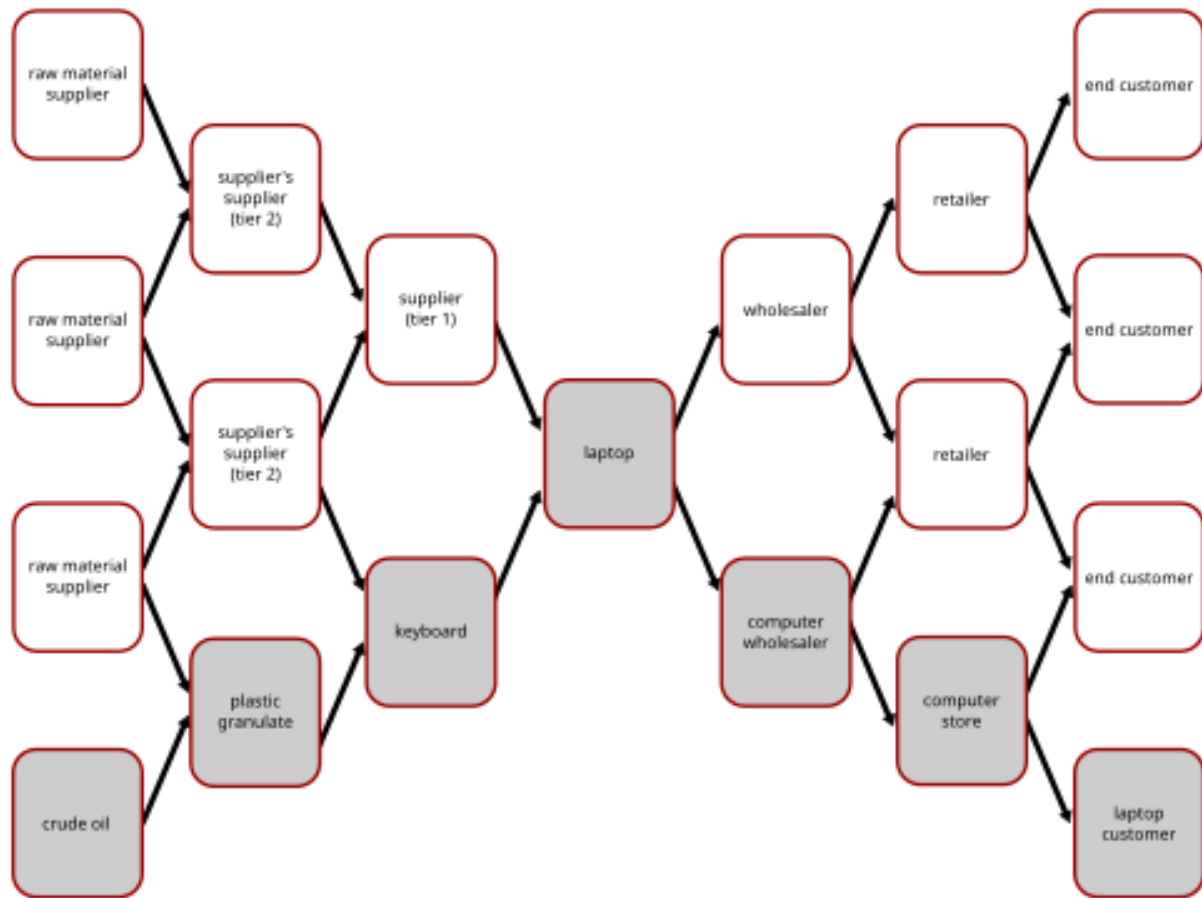 raw material
supplier
raw material
supplier
raw material
supplier
crude oil
supplier's
supplier
(tier 2)
supplier's
supplier
(tier 2)
plastic
granulate
supplier
(tier 1)
keyboard
laptop
wholesaler
computer
wholesaler
retailer
retailer
computer
store
end customer
end customer
end customer
laptop
customer